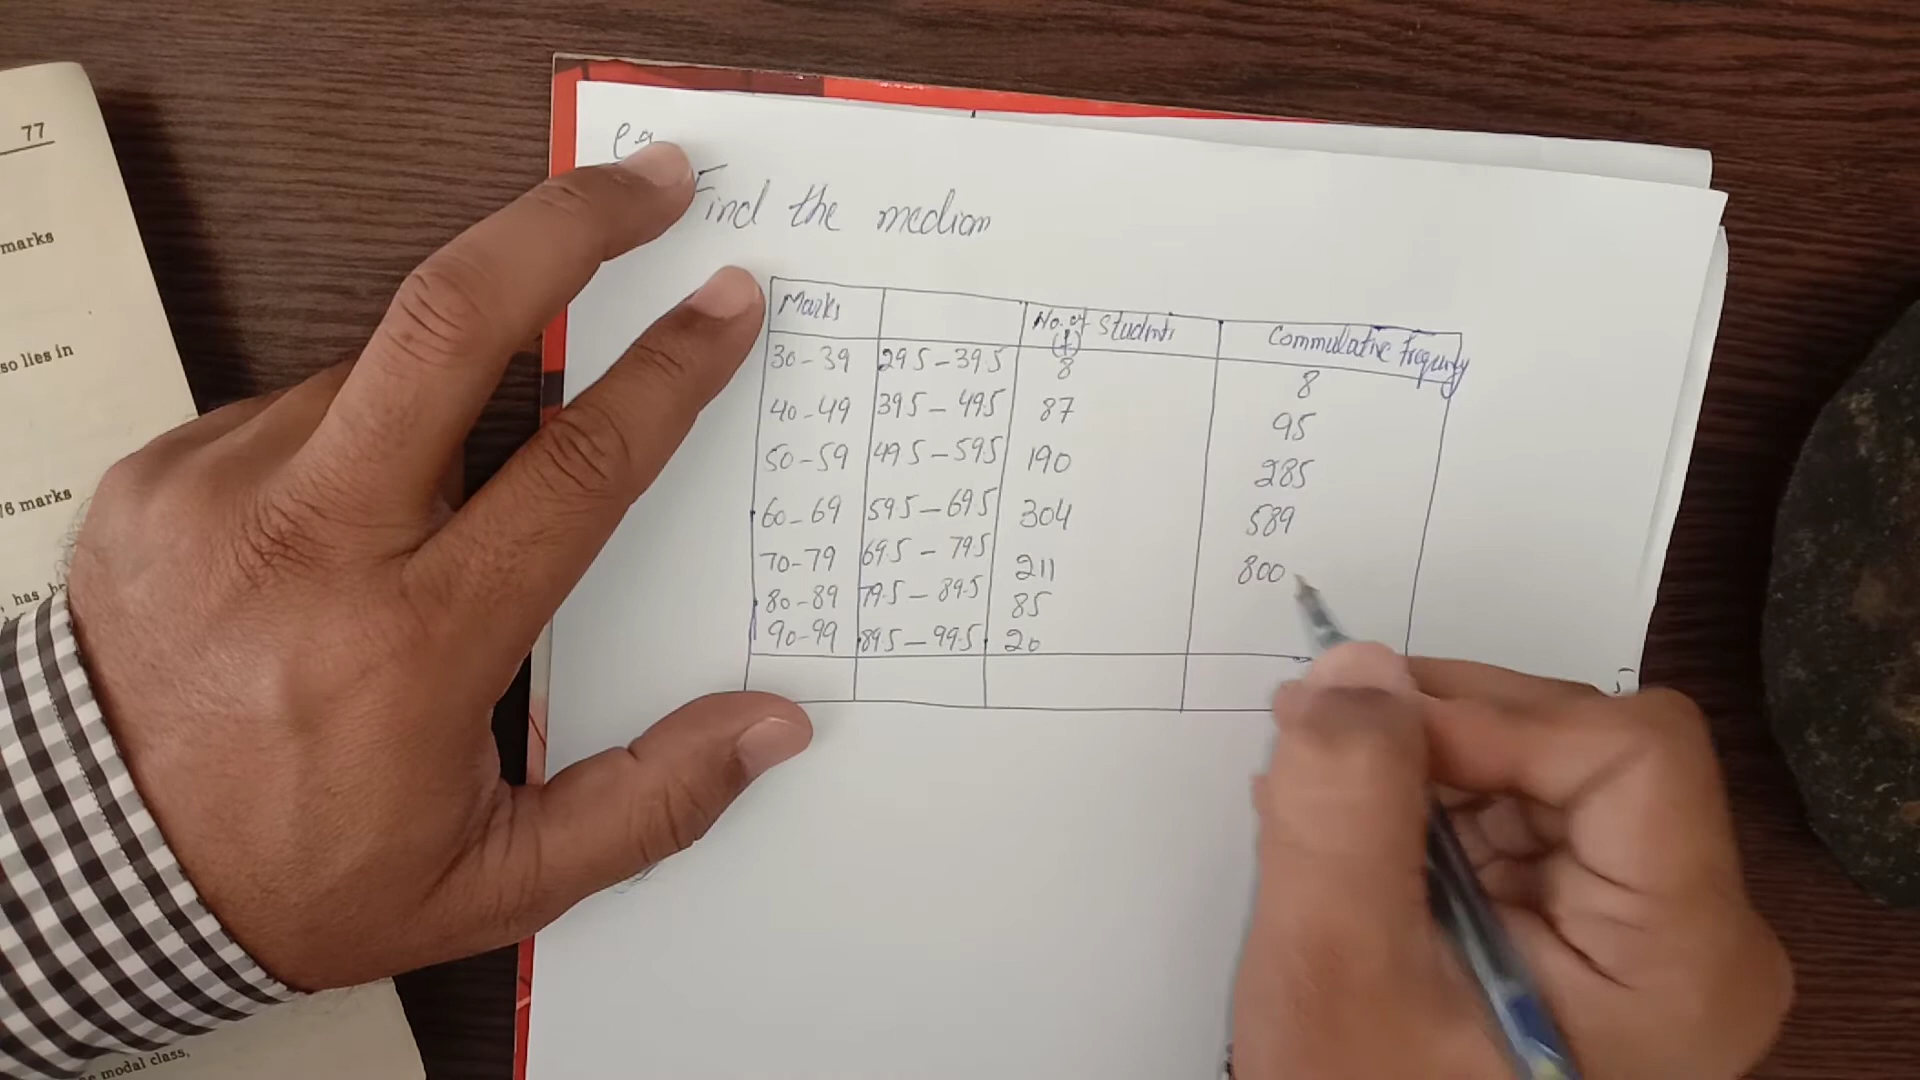 77
marks
so lies in
76 marks
, has
modal class,
e.g
Find the median
Marks No. of Students Commulative Frequency
(f)
30-39 29.5-39.5 8 8
40-49 39.5-49.5 87 95
50-59 49.5-59.5 190 285
60-69 59.5-69.5 304 589
70-79 69.5-79.5 211 800
80-89 79.5-89.5 85
90-99 89.5-99.5 20